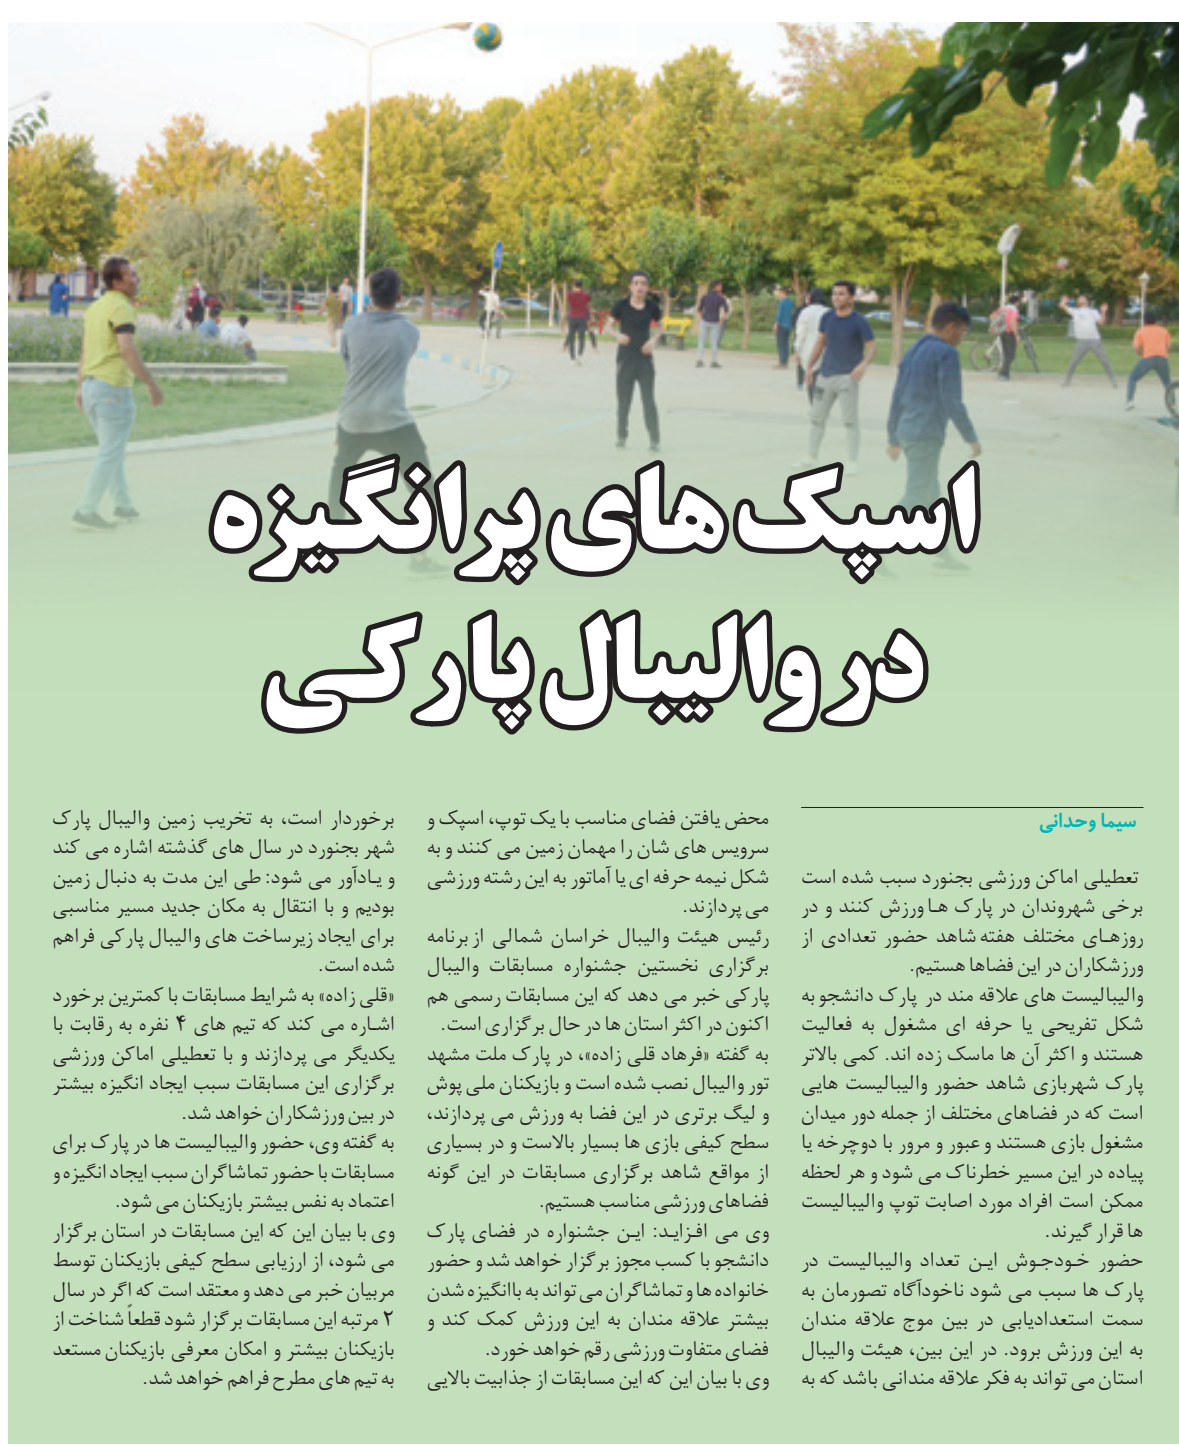 اسپک های پرانگیزه
در والیبال پارکی
سیما وحدانی
تعطیلی اماکن ورزشی بجنورد سبب شده است
برخی شهروندان در پارک هـا ورزش کنند و در
روزهـای مختلف هفته شاهد حضور تعدادی از
ورزشکاران در این فضاها هستیم.
والیبالیست های علاقه مند در پارک دانشجو به
شکل تفریحی یا حرفه ای مشغول به فعالیت
هستند و اکثر آن ها ماسک زده اند. کمی بالاتر
پارک شهربازی شاهد حضور والیبالیست هایی
است که در فضاهای مختلف از جمله دور میدان
مشغول بازی هستند و عبور و مرور با دوچرخه یا
پیاده در این مسیر خطرناک می شود و هر لحظه
ممکن است افراد مورد اصابت توپ والیبالیست
ها قرار گیرند.
حضور خـودجـوش ایـن تعداد والیبالیست در
پارک ها سبب می شود ناخودآگاه تصورمان به
سمت استعدادیابی در بین موج علاقه مندان
به این ورزش برود. در این بین، هیئت والیبال
استان می تواند به فکر علاقه مندانی باشد که به
محض یافتن فضای مناسب با یک توپ، اسپک و
سرویس های شان را مهمان زمین می کنند و به
شکل نیمه حرفه ای یا آماتور به این رشته ورزشی
می پردازند.
رئیس هیئت والیبال خراسان شمالی از برنامه
برگزاری نخستین جشنواره مسابقات والیبال
پارکی خبر می دهد که این مسابقات رسمی هم
اکنون در اکثر استان ها در حال برگزاری است.
به گفته «فرهاد قلی زاده»، در پارک ملت مشهد
تور والیبال نصب شده است و بازیکنان ملی پوش
و لیگ برتری در این فضا به ورزش می پردازند،
سطح کیفی بازی ها بسیار بالاست و در بسیاری
از مواقع شاهد برگزاری مسابقات در این گونه
فضاهای ورزشی مناسب هستیم.
وی می افـزایـد: ایـن جشنواره در فضای پارک
دانشجو با کسب مجوز برگزار خواهد شد و حضور
خانواده ها و تماشاگران می تواند به باانگیزه شدن
بیشتر علاقه مندان به این ورزش کمک کند و
فضای متفاوت ورزشی رقم خواهد خورد.
وی با بیان این که این مسابقات از جذابیت بالایی
برخوردار است، به تخریب زمین والیبال پارک
شهر بجنورد در سال های گذشته اشاره می کند
و یـادآور می شود: طی این مدت به دنبال زمین
بودیم و با انتقال به مکان جدید مسیر مناسبی
برای ایجاد زیرساخت های والیبال پارکی فراهم
شده است.
«قلی زاده» به شرایط مسابقات با کمترین برخورد
اشـاره می کند که تیم های ۴ نفره به رقابت با
یکدیگر می پردازند و با تعطیلی اماکن ورزشی
برگزاری این مسابقات سبب ایجاد انگیزه بیشتر
در بین ورزشکاران خواهد شد.
به گفته وی، حضور والیبالیست ها در پارک برای
مسابقات با حضور تماشاگران سبب ایجاد انگیزه و
اعتماد به نفس بیشتر بازیکنان می شود.
وی با بیان این که این مسابقات در استان برگزار
می شود، از ارزیابی سطح کیفی بازیکنان توسط
مربیان خبر می دهد و معتقد است که اگر در سال
۲ مرتبه این مسابقات برگزار شود قطعاً شناخت از
بازیکنان بیشتر و امکان معرفی بازیکنان مستعد
به تیم های مطرح فراهم خواهد شد.